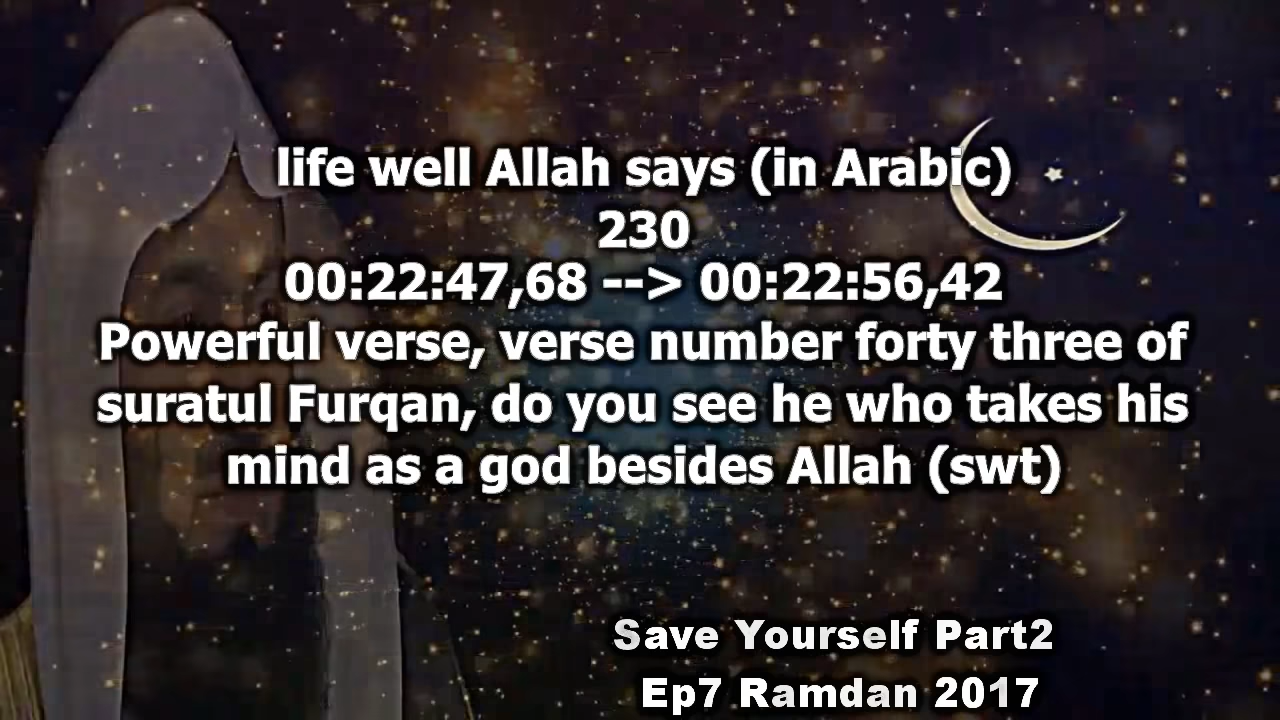 life well Allah says (in Arabic)
230
00:22:47,68 --> 00:22:56,42
Powerful verse, verse number forty three of
suratul Furqan, do you see he who takes his
mind as a god besides Allah (swt)
Save Yourself Part2
Ep7 Ramdan 2017